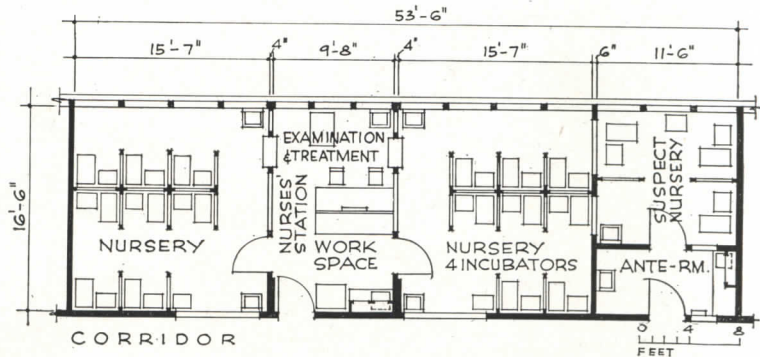 53'-6"
15'-7" 4" 9'-8" 4" 15'-7" 6" 11'-6"
16'-6"
EXAMINATION
& TREATMENT
NURSES'
STATION
SUSPECT
NURSERY
NURSERY
WORK
SPACE
NURSERY
4 INCUBATORS
ANTE-RM.
CORRIDOR
0 4 8
FEET